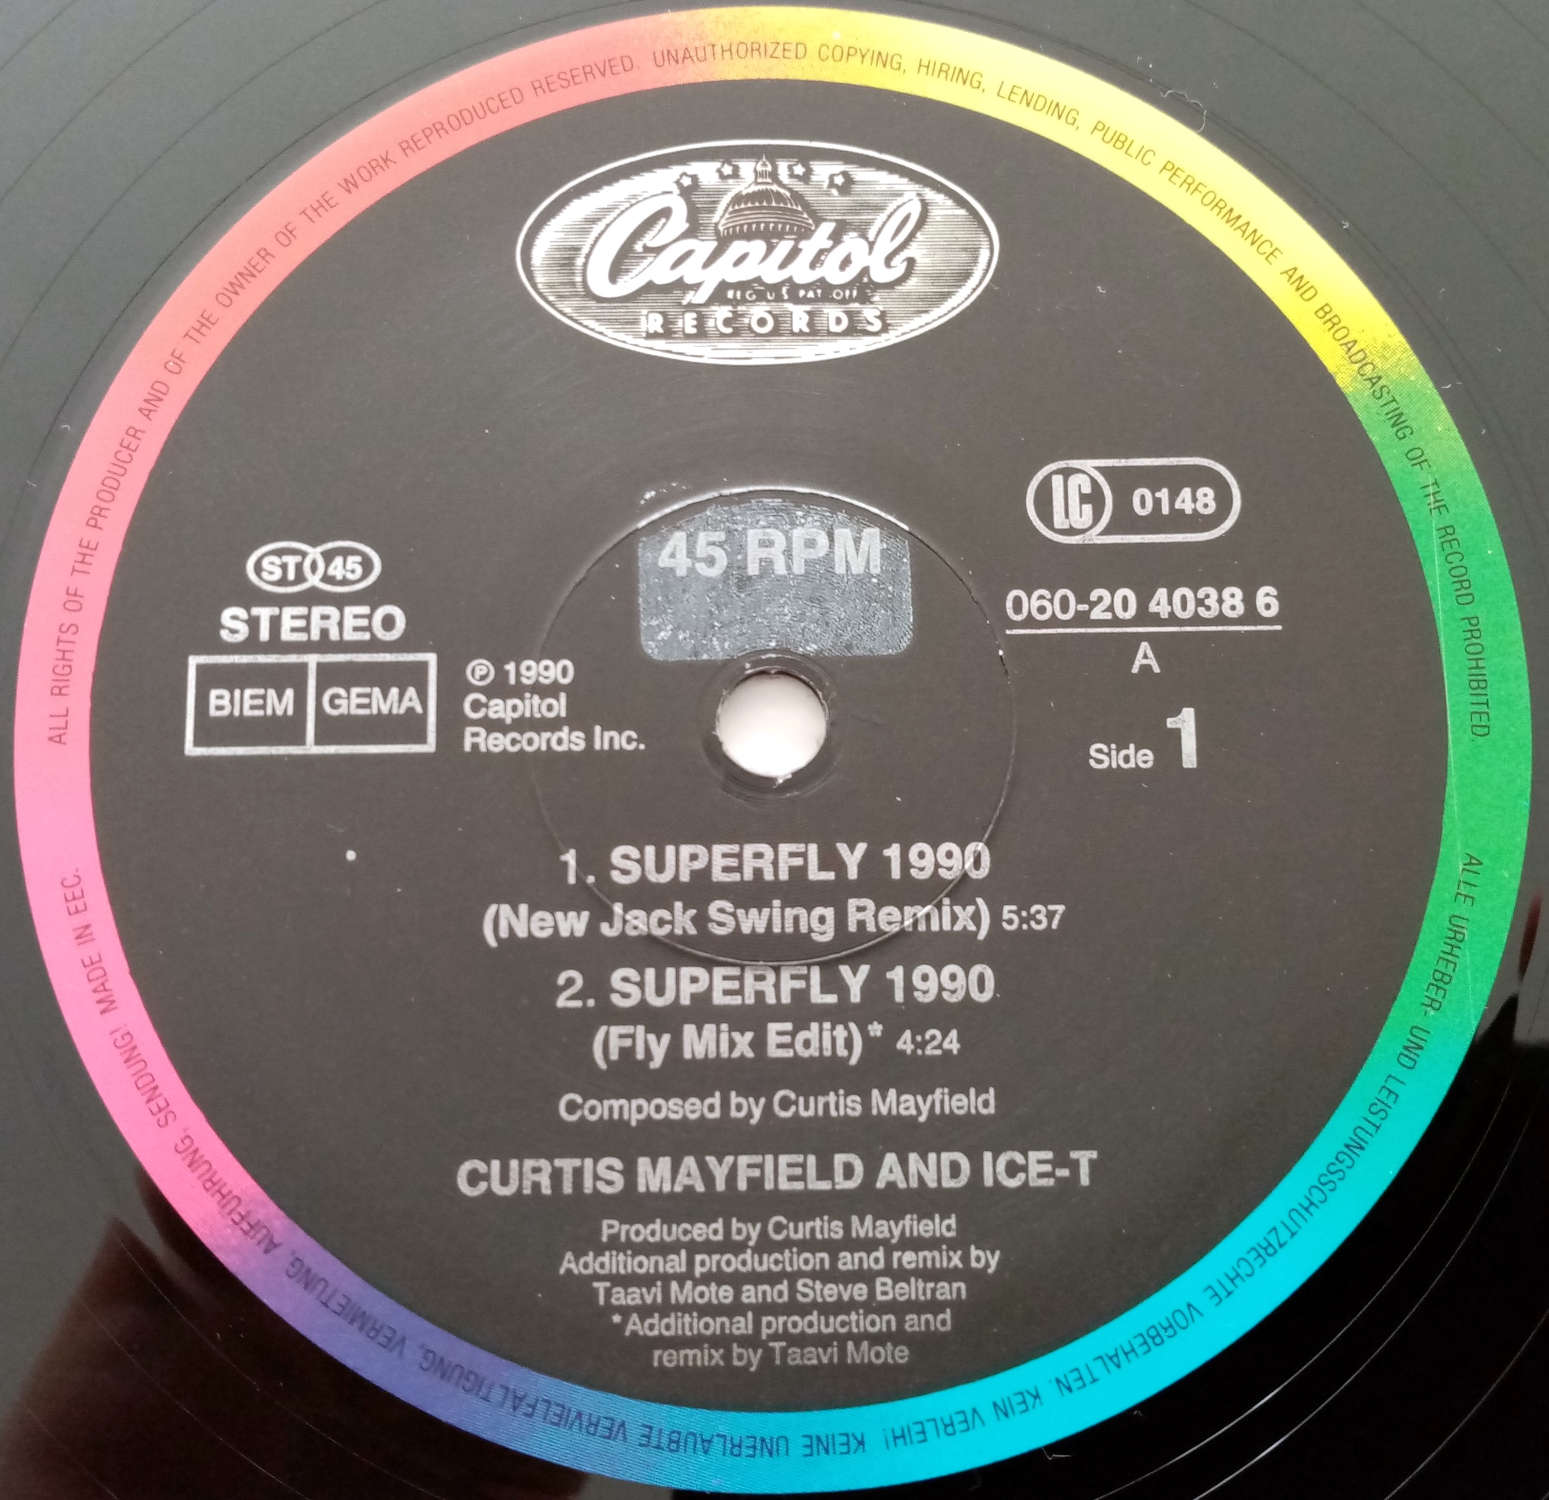 ALL RIGHTS OF THE PRODUCER AND OF THE OWNER OF THE WORK REPRODUCED RESERVED. UNAUTHORIZED COPYING, HIRING, LENDING, PUBLIC PERFORMANCE AND BROADCASTING OF THE RECORD PROHIBITED.
Capitol
REG U S PAT OFF
RECORDS
LC 0148
45 RPM
ST 45
STEREO
BIEM GEMA
060-20 4038 6
A
Side 1
℗ 1990
Capitol
Records Inc.
1. SUPERFLY 1990
(New Jack Swing Remix) 5:37
2. SUPERFLY 1990
(Fly Mix Edit)* 4:24
Composed by Curtis Mayfield
CURTIS MAYFIELD AND ICE-T
Produced by Curtis Mayfield
Additional production and remix by
Taavi Mote and Steve Beltran
*Additional production and
remix by Taavi Mote
ALLE URHEBER- UND LEISTUNGSSCHUTZRECHTE VORBEHALTEN. KEIN VERLEIH! KEINE UNERLAUBTE VERVIELFÄLTIGUNG, VERMIETUNG, AUFFÜHRUNG, SENDUNG! MADE IN EEC.